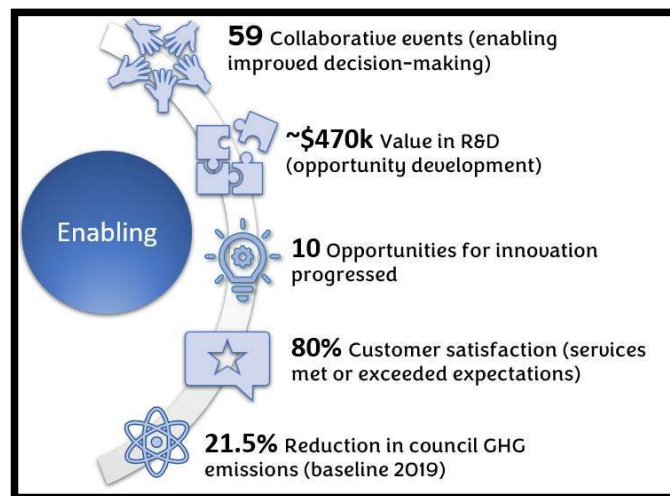 59 Collaborative events (enabling
improved decision-making)
~$470k Value in R&D
(opportunity development)
Enabling
10 Opportunities for innovation
progressed
80% Customer satisfaction (services
met or exceeded expectations)
21.5% Reduction in council GHG
emissions (baseline 2019)